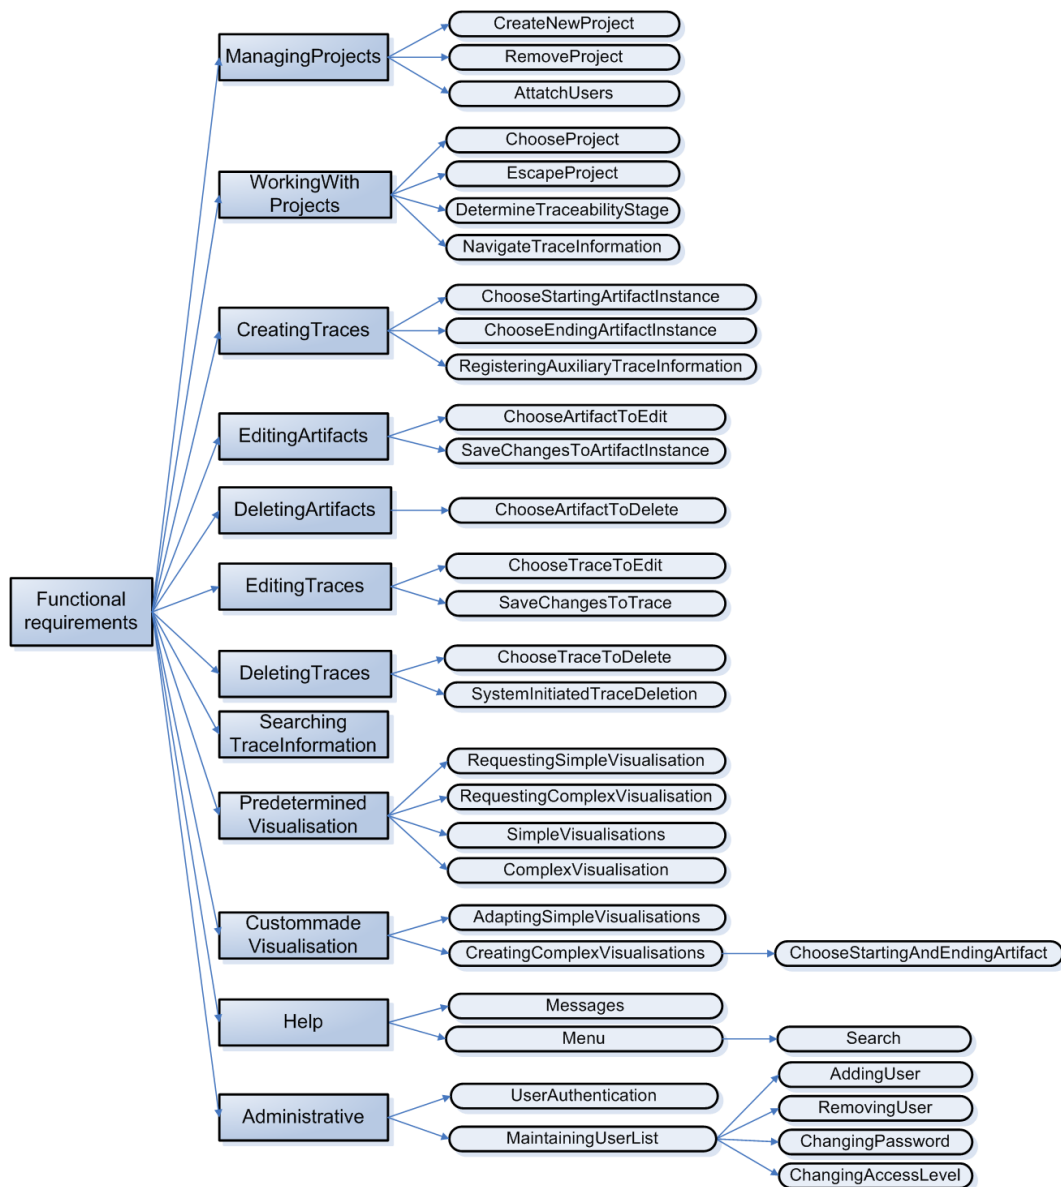 CreateNewProject
ManagingProjects
RemoveProject
AttatchUsers
ChooseProject
WorkingWith
Projects
EscapeProject
DetermineTraceabilityStage
NavigateTraceInformation
ChooseStartingArtifactInstance
CreatingTraces
ChooseEndingArtifactInstance
RegisteringAuxiliaryTraceInformation
ChooseArtifactToEdit
EditingArtifacts
SaveChangesToArtifactInstance
DeletingArtifacts
ChooseArtifactToDelete
Functional
requirements
EditingTraces
ChooseTraceToEdit
SaveChangesToTrace
DeletingTraces
ChooseTraceToDelete
SystemInitiatedTraceDeletion
Searching
TraceInformation
Predetermined
Visualisation
RequestingSimpleVisualisation
RequestingComplexVisualisation
SimpleVisualisations
ComplexVisualisation
Custommade
Visualisation
AdaptingSimpleVisualisations
CreatingComplexVisualisations
ChooseStartingAndEndingArtifact
Help
Messages
Menu
Search
Administrative
UserAuthentication
MaintainingUserList
AddingUser
RemovingUser
ChangingPassword
ChangingAccessLevel